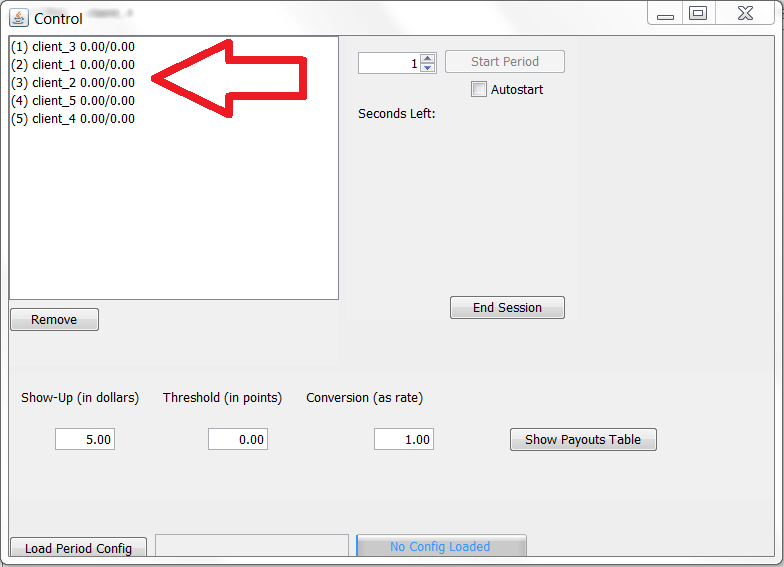 Control
(1) client_3 0.00/0.00
(2) client_1 0.00/0.00
(3) client_2 0.00/0.00
(4) client_5 0.00/0.00
(5) client_4 0.00/0.00
1
Start Period
Autostart
Seconds Left:
End Session
Remove
Show-Up (in dollars)
Threshold (in points)
Conversion (as rate)
5.00
0.00
1.00
Show Payouts Table
Load Period Config
No Config Loaded